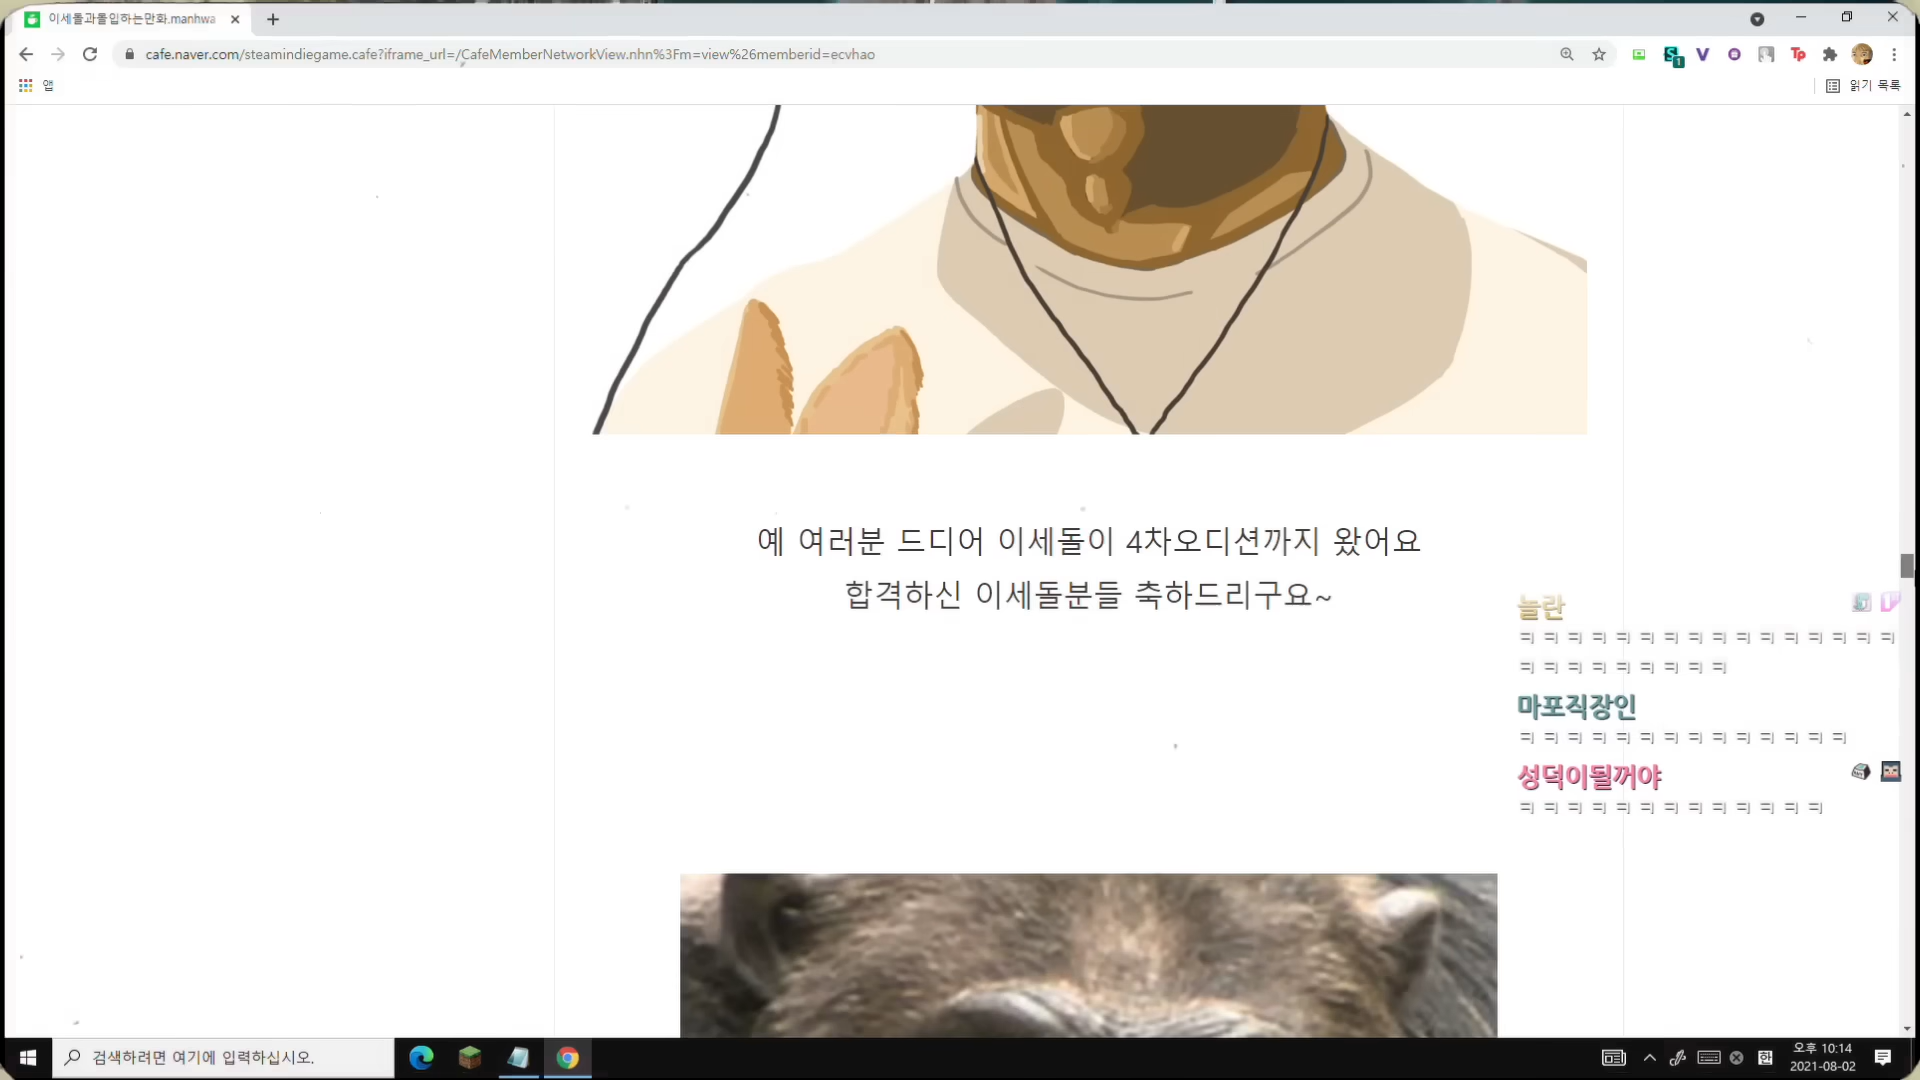 이세돌과몰입하는만화.manhwa
cafe.naver.com/steamindiegame.cafe?iframe_url=/CafeMemberNetworkView.nhn%3Fm=view%26memberid=ecvhao
앱
읽기 목록
예 여러분 드디어 이세돌이 4차오디션까지 왔어요
합격하신 이세돌분들 축하드리구요~
놀란
ㅋㅋㅋㅋㅋㅋㅋㅋㅋㅋㅋㅋㅋㅋㅋㅋ
ㅋㅋㅋㅋㅋㅋㅋㅋㅋ
마포직장인
ㅋㅋㅋㅋㅋㅋㅋㅋㅋㅋㅋㅋㅋㅋ
성덕이될꺼야
ㅋㅋㅋㅋㅋㅋㅋㅋㅋㅋㅋㅋㅋ
검색하려면 여기에 입력하십시오.
한
오후 10:14
2021-08-02